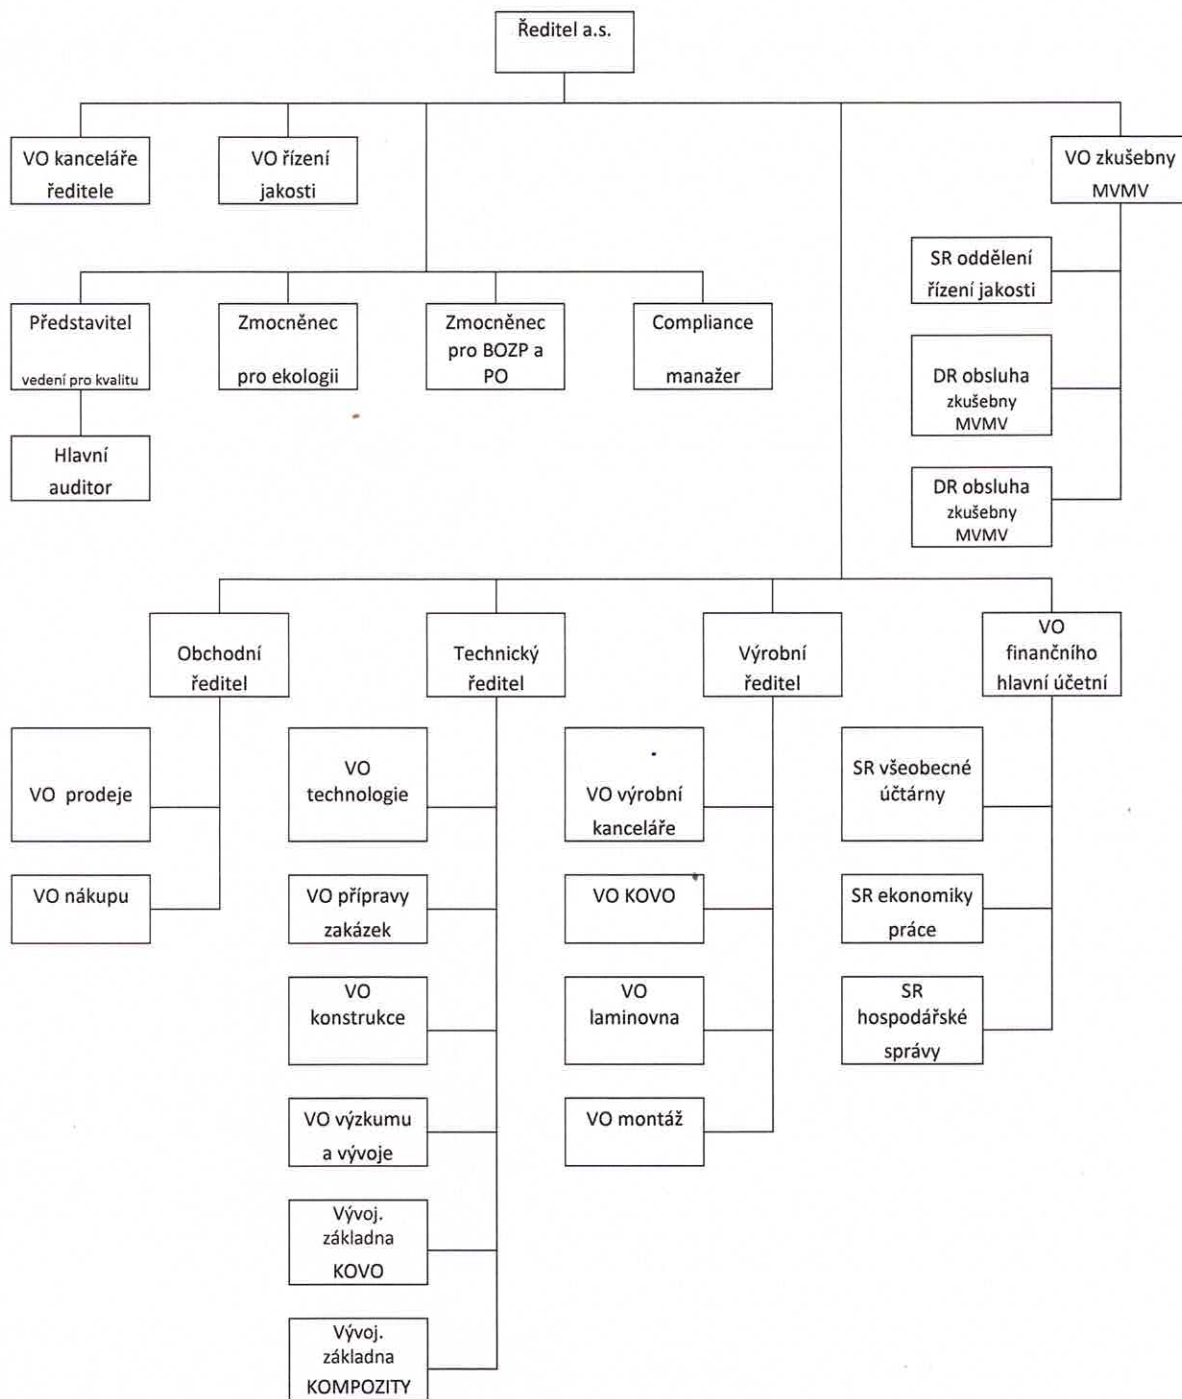 Ředitel a.s.
VO kanceláře
ředitele
VO řízení
jakosti
VO zkušebny
MVMV
SR oddělení
řízení jakosti
Představitel
vedení pro kvalitu
Zmocněnec
pro ekologii
Zmocněnec
pro BOZP a
PO
Compliance
manažer
DR obsluha
zkušebny
MVMV
Hlavní
auditor
DR obsluha
zkušebny
MVMV
Obchodní
ředitel
Technický
ředitel
Výrobní
ředitel
VO
finančního
hlavní účetní
VO prodeje
VO
technologie
VO výrobní
kanceláře
SR všeobecné
účtárny
VO nákupu
VO přípravy
zakázek
VO KOVO
SR ekonomiky
práce
VO
konstrukce
VO
laminovna
SR
hospodářské
správy
VO výzkumu
a vývoje
VO montáž
Vývoj.
základna
KOVO
Vývoj.
základna
KOMPOZITY